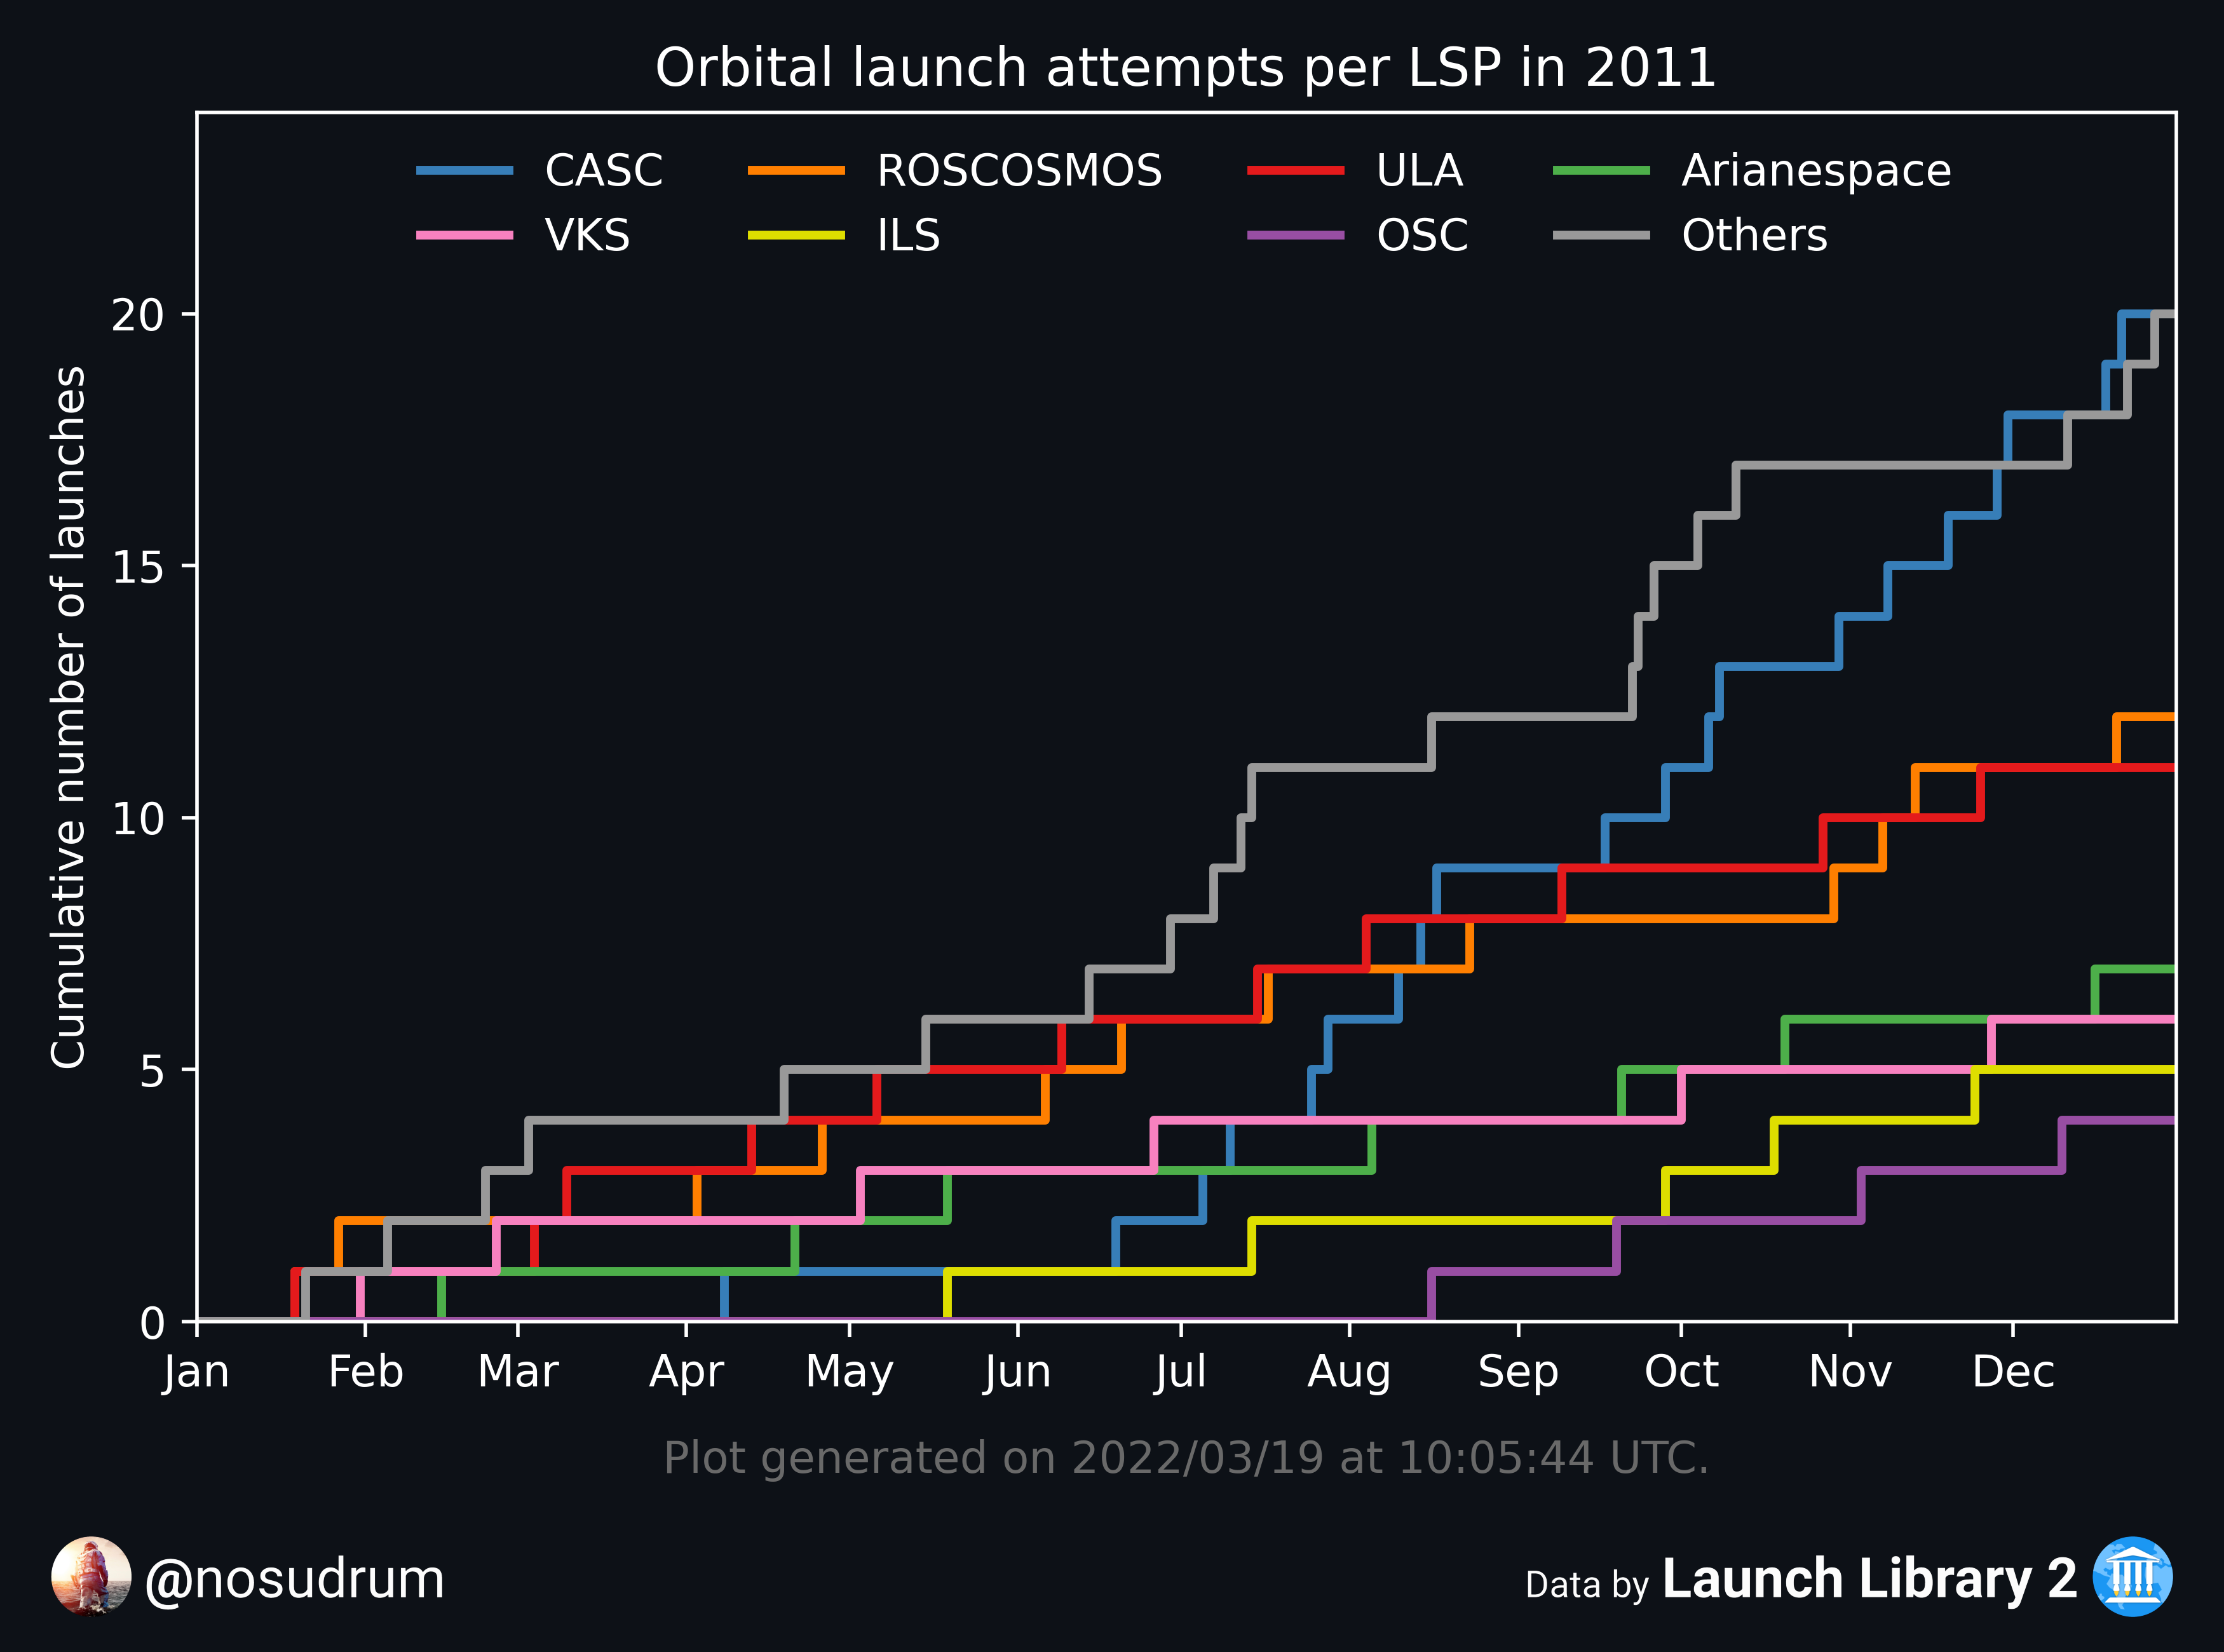 Orbital launch attempts per LSP in 2011
CASC ROSCOSMOS ULA Arianespace
VKS ILS OSC Others
Cumulative number of launches
20
15
10
5
0
Jan Feb Mar Apr May Jun Jul Aug Sep Oct Nov Dec
Plot generated on 2022/03/19 at 10:05:44 UTC.
@nosudrum
Data by Launch Library 2